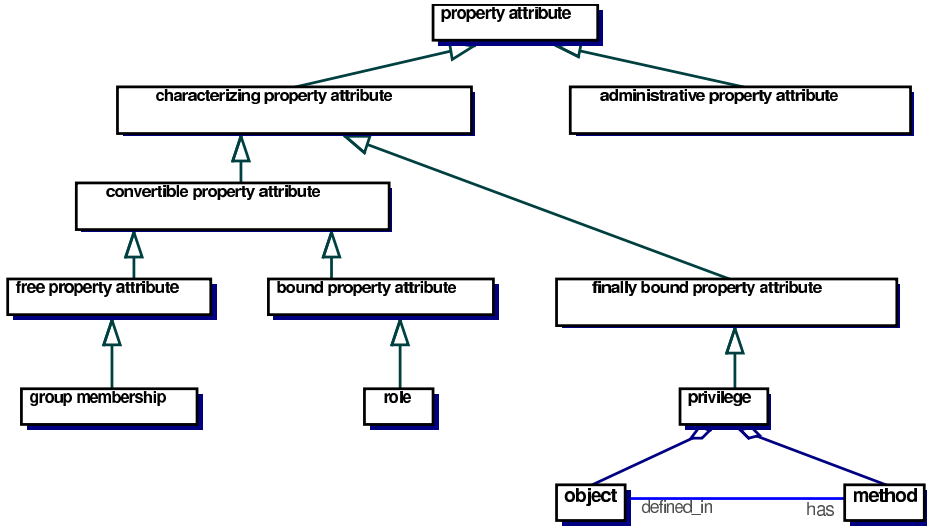 property attribute
characterizing property attribute
administrative property attribute
convertible property attribute
free property attribute
bound property attribute
finally bound property attribute
group membership
role
privilege
object
method
defined_in
has